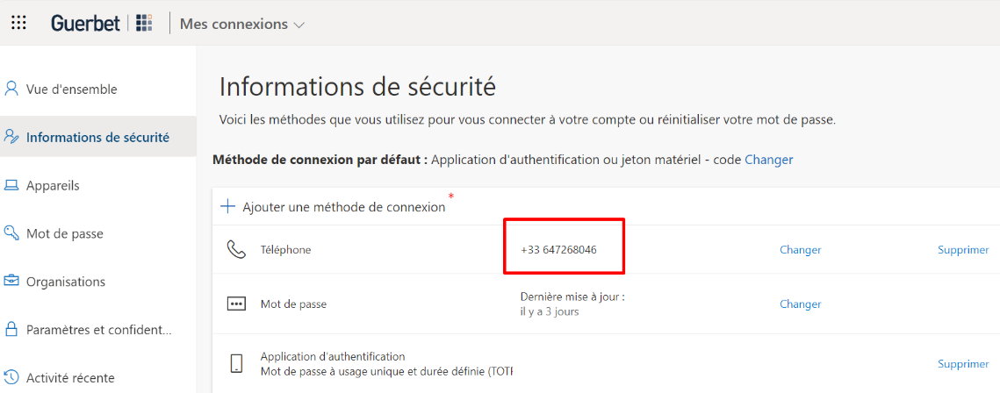 Guerbet Mes connexions
Vue d'ensemble
Informations de sécurité
Appareils
Mot de passe
Organisations
Paramètres et confident...
Activité récente
Informations de sécurité
Voici les méthodes que vous utilisez pour vous connecter à votre compte ou réinitialiser votre mot de passe.
Méthode de connexion par défaut : Application d'authentification ou jeton matériel - code Changer
+ Ajouter une méthode de connexion *
Téléphone +33 647268046 Changer Supprimer
Mot de passe Dernière mise à jour : Changer
il y a 3 jours
Application d'authentification Supprimer
Mot de passe à usage unique et durée définie (TOTP